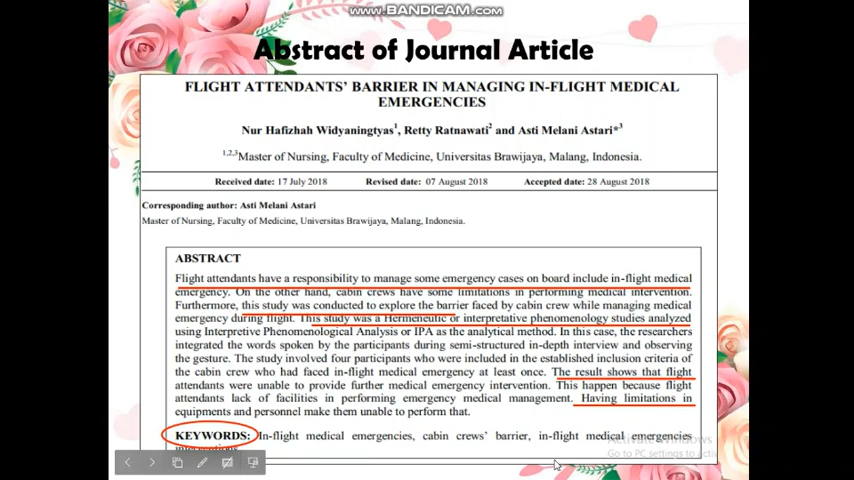 www.BANDICAM.com
Abstract of Journal Article
FLIGHT ATTENDANTS' BARRIER IN MANAGING IN-FLIGHT MEDICAL
EMERGENCIES
Nur Hafizhah Widyaningtyas1, Retty Ratnawati2 and Asti Melani Astari*3
1,2,3Master of Nursing, Faculty of Medicine, Universitas Brawijaya, Malang, Indonesia.
Received date: 17 July 2018 Revised date: 07 August 2018 Accepted date: 28 August 2018
Corresponding author: Asti Melani Astari
Master of Nursing, Faculty of Medicine, Universitas Brawijaya, Malang, Indonesia.
ABSTRACT
Flight attendants have a responsibility to manage some emergency cases on board include in-flight medical
emergency. On the other hand, cabin crews have some limitations in performing medical intervention.
Furthermore, this study was conducted to explore the barrier faced by cabin crew while managing medical
emergency during flight. This study was a Hermeneutic or interpretative phenomenology studies analyzed
using Interpretive Phenomenological Analysis or IPA as the analytical method. In this case, the researchers
integrated the words spoken by the participants during semi-structured in-depth interview and observing
the gesture. The study involved four participants who were included in the established inclusion criteria of
the cabin crew who had faced in-flight medical emergency at least once. The result shows that flight
attendants were unable to provide further medical emergency intervention. This happen because flight
attendants lack of facilities in performing emergency medical management. Having limitations in
equipments and personnel make them unable to perform that.
KEYWORDS: In-flight medical emergencies, cabin crews' barrier, in-flight medical emergencies
Activate Windows
Go to PC settings to activ